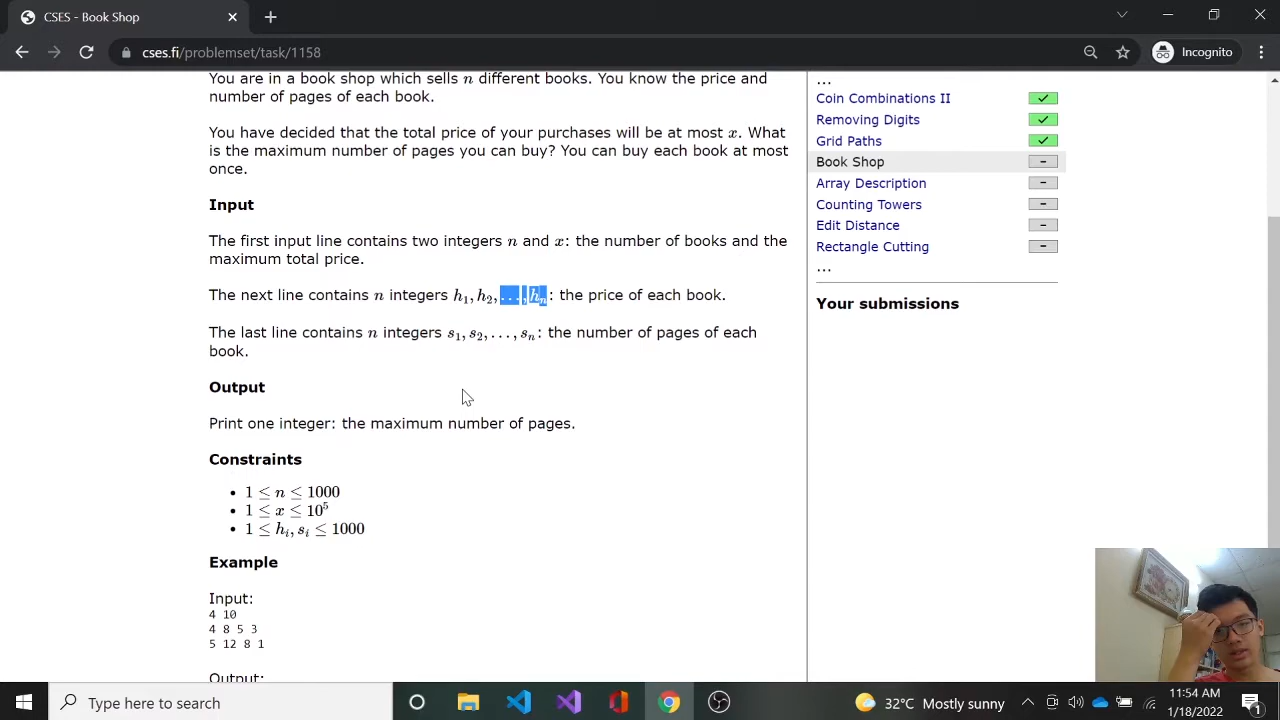 CSES - Book Shop
cses.fi/problemset/task/1158
Incognito
You are in a book shop which sells n different books. You know the price and
number of pages of each book.
You have decided that the total price of your purchases will be at most x. What
is the maximum number of pages you can buy? You can buy each book at most
once.
Input
The first input line contains two integers n and x: the number of books and the
maximum total price.
The next line contains n integers h₁, h₂, ..., hₙ: the price of each book.
The last line contains n integers s₁, s₂, ..., sₙ: the number of pages of each
book.
Output
Print one integer: the maximum number of pages.
Constraints
• 1 ≤ n ≤ 1000
• 1 ≤ x ≤ 10⁵
• 1 ≤ hᵢ, sᵢ ≤ 1000
Example
Input:
4 10
4 8 5 3
5 12 8 1
Output:
...
Coin Combinations II
Removing Digits
Grid Paths
Book Shop
Array Description
Counting Towers
Edit Distance
Rectangle Cutting
...
Your submissions
Type here to search
32°C Mostly sunny
11:54 AM
1/18/2022
1